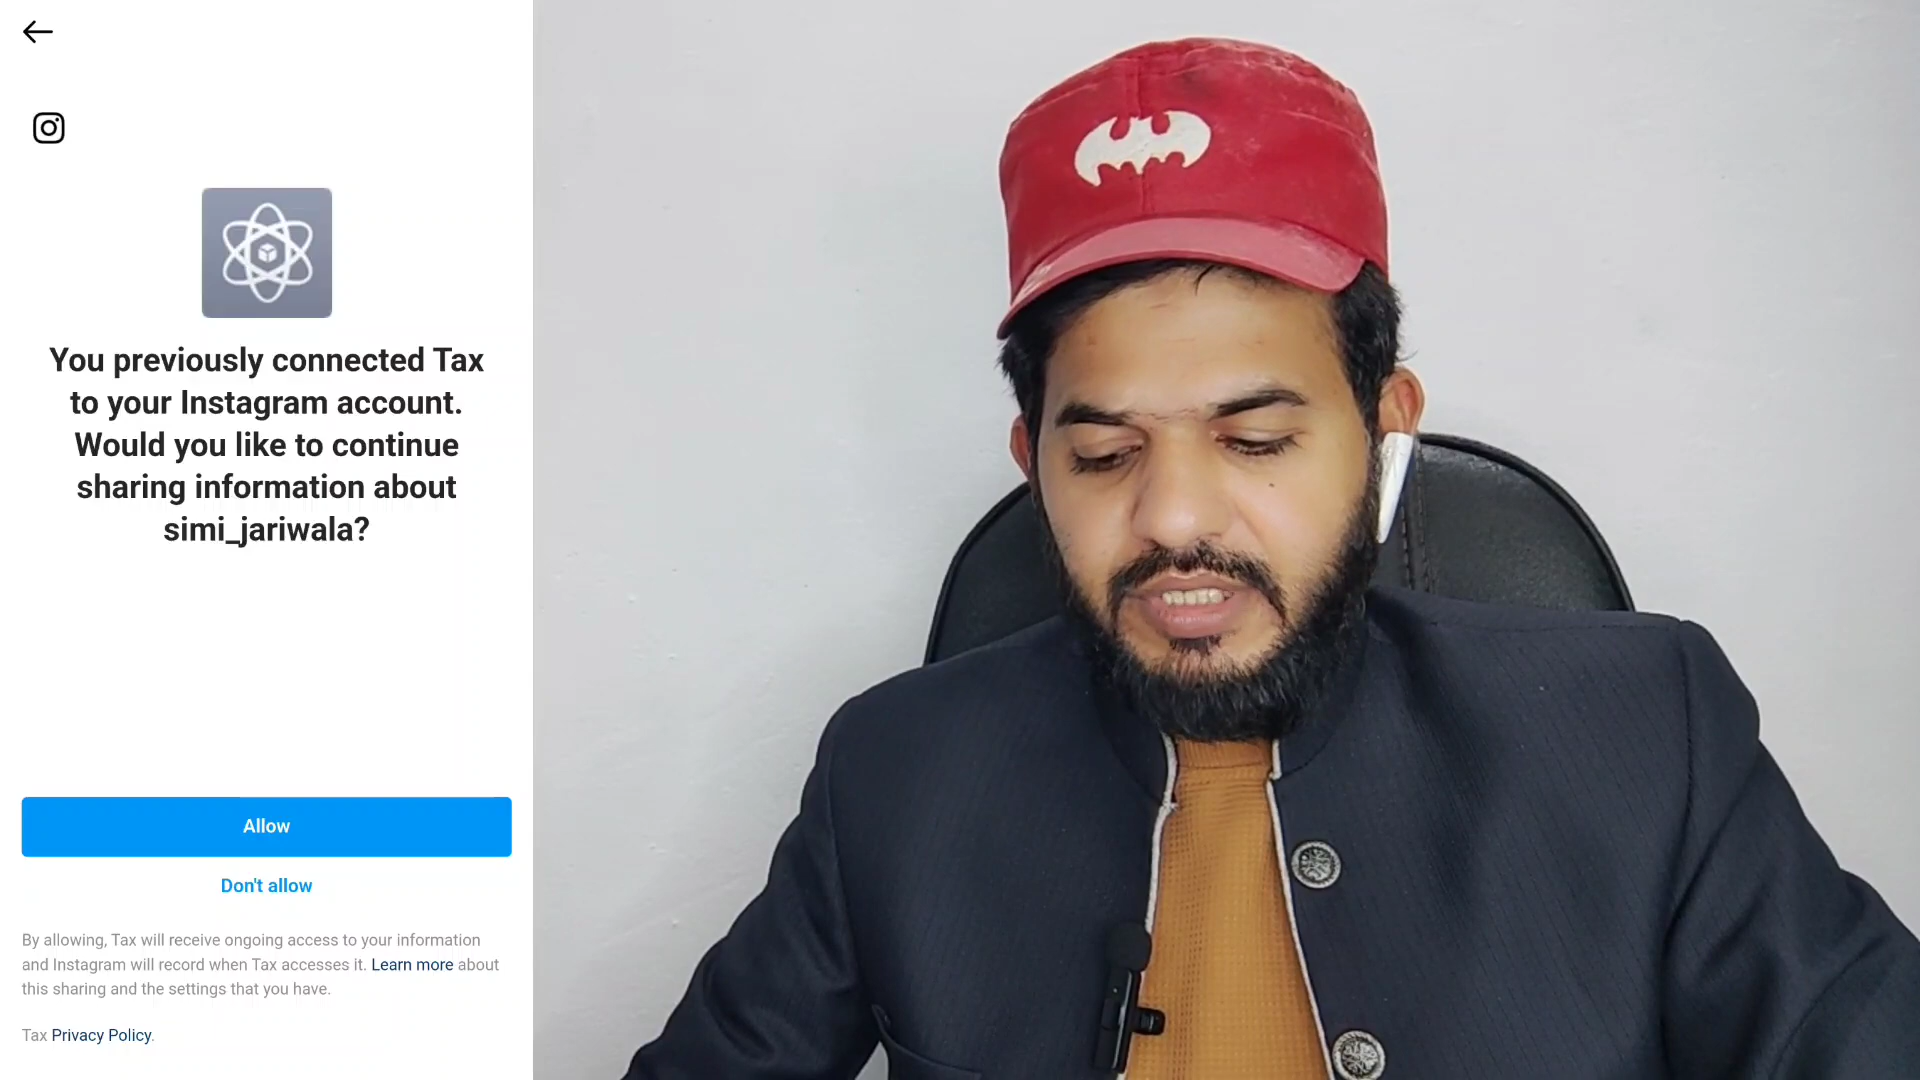 You previously connected Tax
to your Instagram account.
Would you like to continue
sharing information about
simi_jariwala?
Allow
Don't allow
By allowing, Tax will receive ongoing access to your information
and Instagram will record when Tax accesses it. Learn more about
this sharing and the settings that you have.
Tax Privacy Policy.